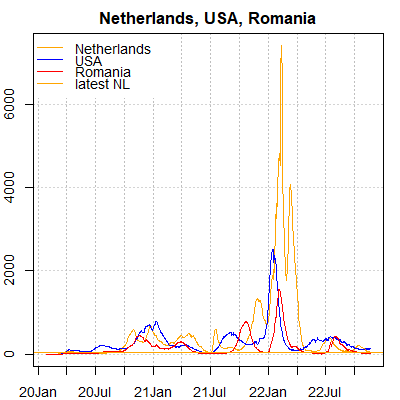 Netherlands, USA, Romania
Netherlands
USA
Romania
latest NL
6000
4000
2000
0
20Jan 20Jul 21Jan 21Jul 22Jan 22Jul